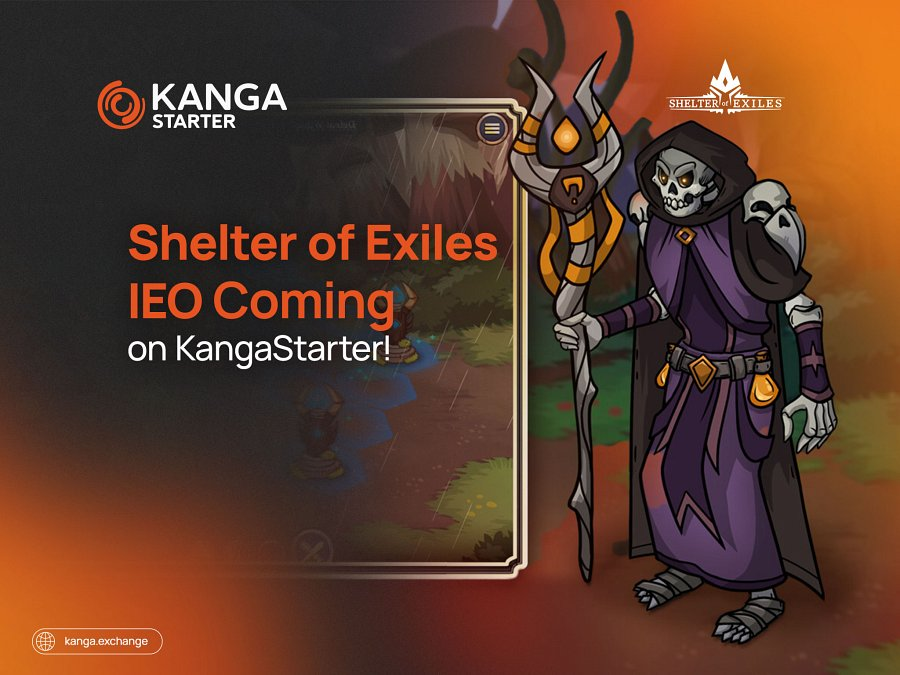 KANGA
STARTER
SHELTER of EXILES
Shelter of Exiles
IEO Coming
on KangaStarter!
kanga.exchange